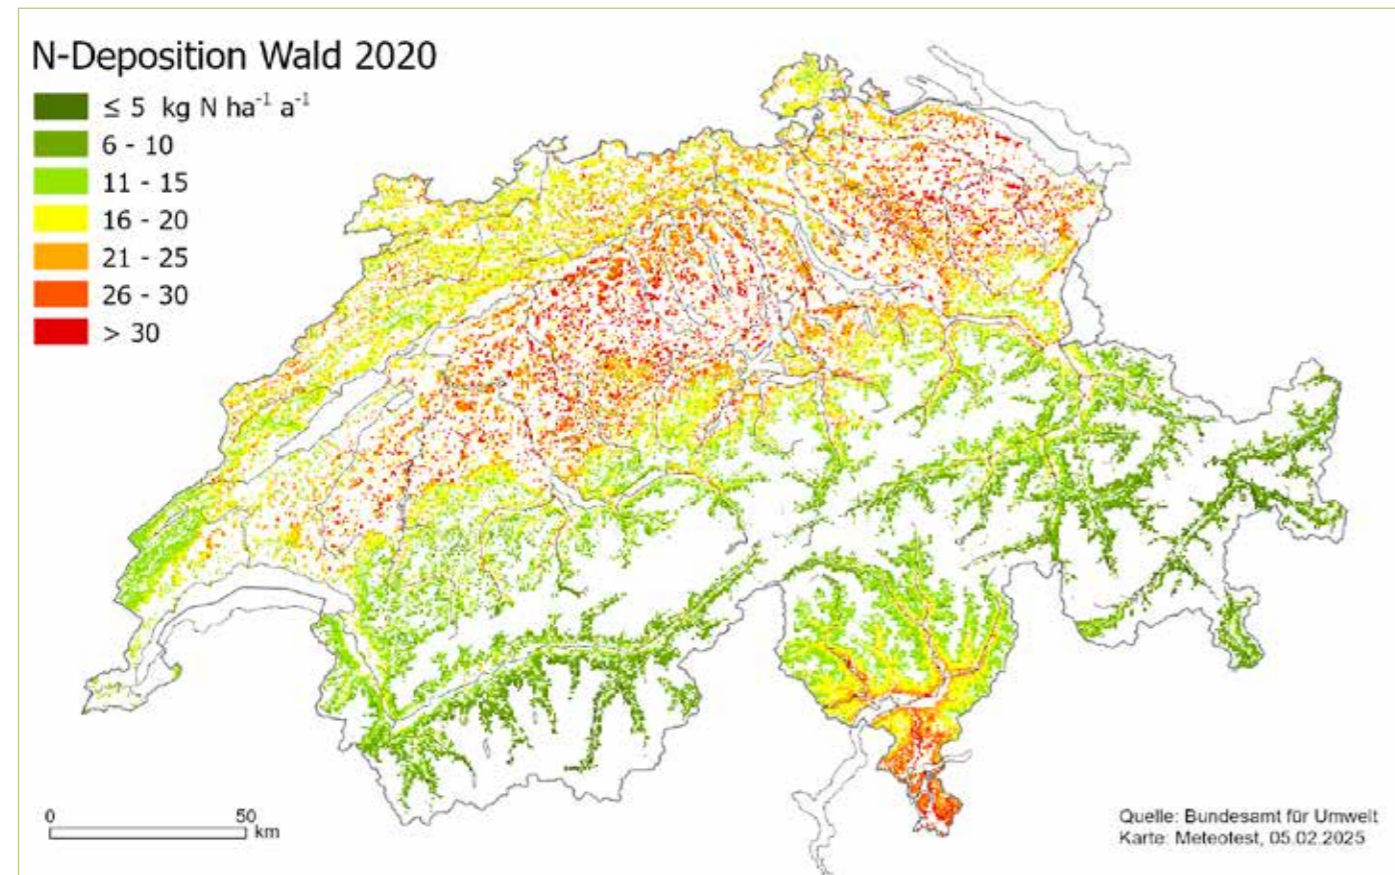 N-Deposition Wald 2020
≤ 5 kg N ha⁻¹ a⁻¹
6 - 10
11 - 15
16 - 20
21 - 25
26 - 30
> 30
0 50
km
Quelle: Bundesamt für Umwelt
Karte: Meteotest, 05.02.2025